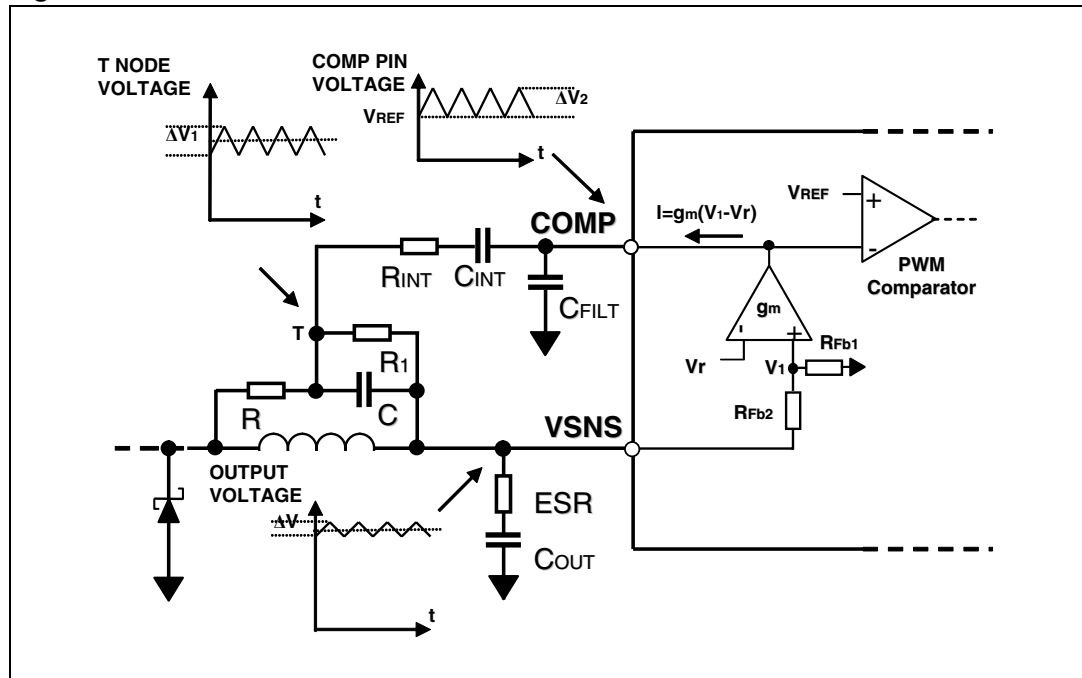 T NODE
VOLTAGE
ΔV1
t
COMP PIN
VOLTAGE
VREF
ΔV2
t
COMP
I=gm(V1-Vr)
VREF
+
-
PWM
Comparator
gm
-
+
Vr
V1
RFb1
RFb2
RINT
CINT
CFILT
T
R1
R
C
VSNS
OUTPUT
VOLTAGE
ΔV
t
ESR
COUT